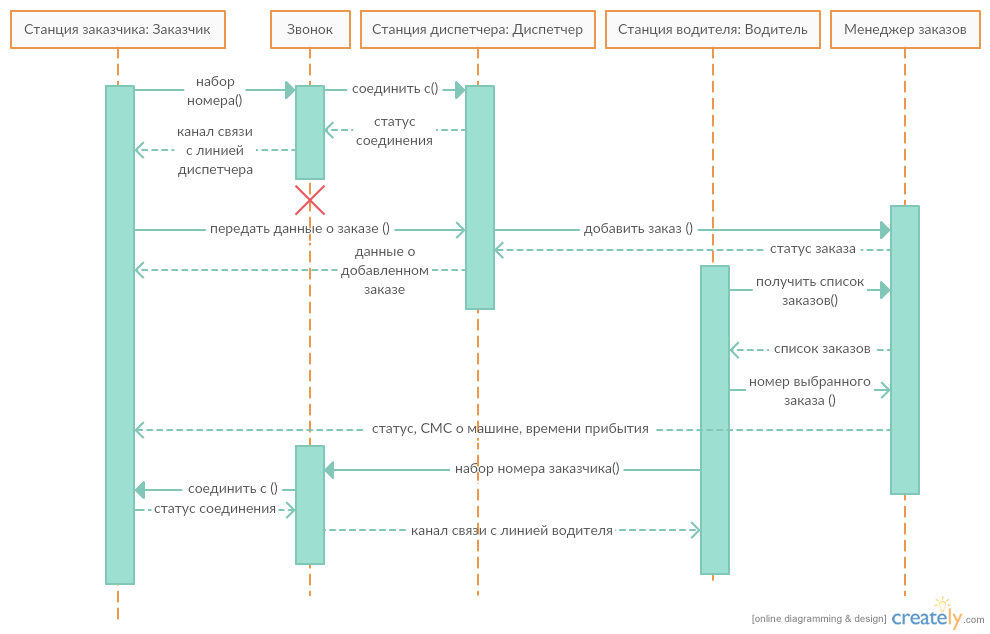 Станция заказчика: Заказчик
Звонок
Станция диспетчера: Диспетчер
Станция водителя: Водитель
Менеджер заказов
набор
номера()
соединить с()
статус
соединения
канал связи
с линией
диспетчера
передать данные о заказе ()
добавить заказ ()
статус заказа
данные о
добавленном
заказе
получить список
заказов()
список заказов
номер выбранного
заказа ()
статус, СМС о машине, времени прибытия
набор номера заказчика()
соединить с ()
статус соединения
канал связи с линией водителя
[online diagramming & design] creately.com